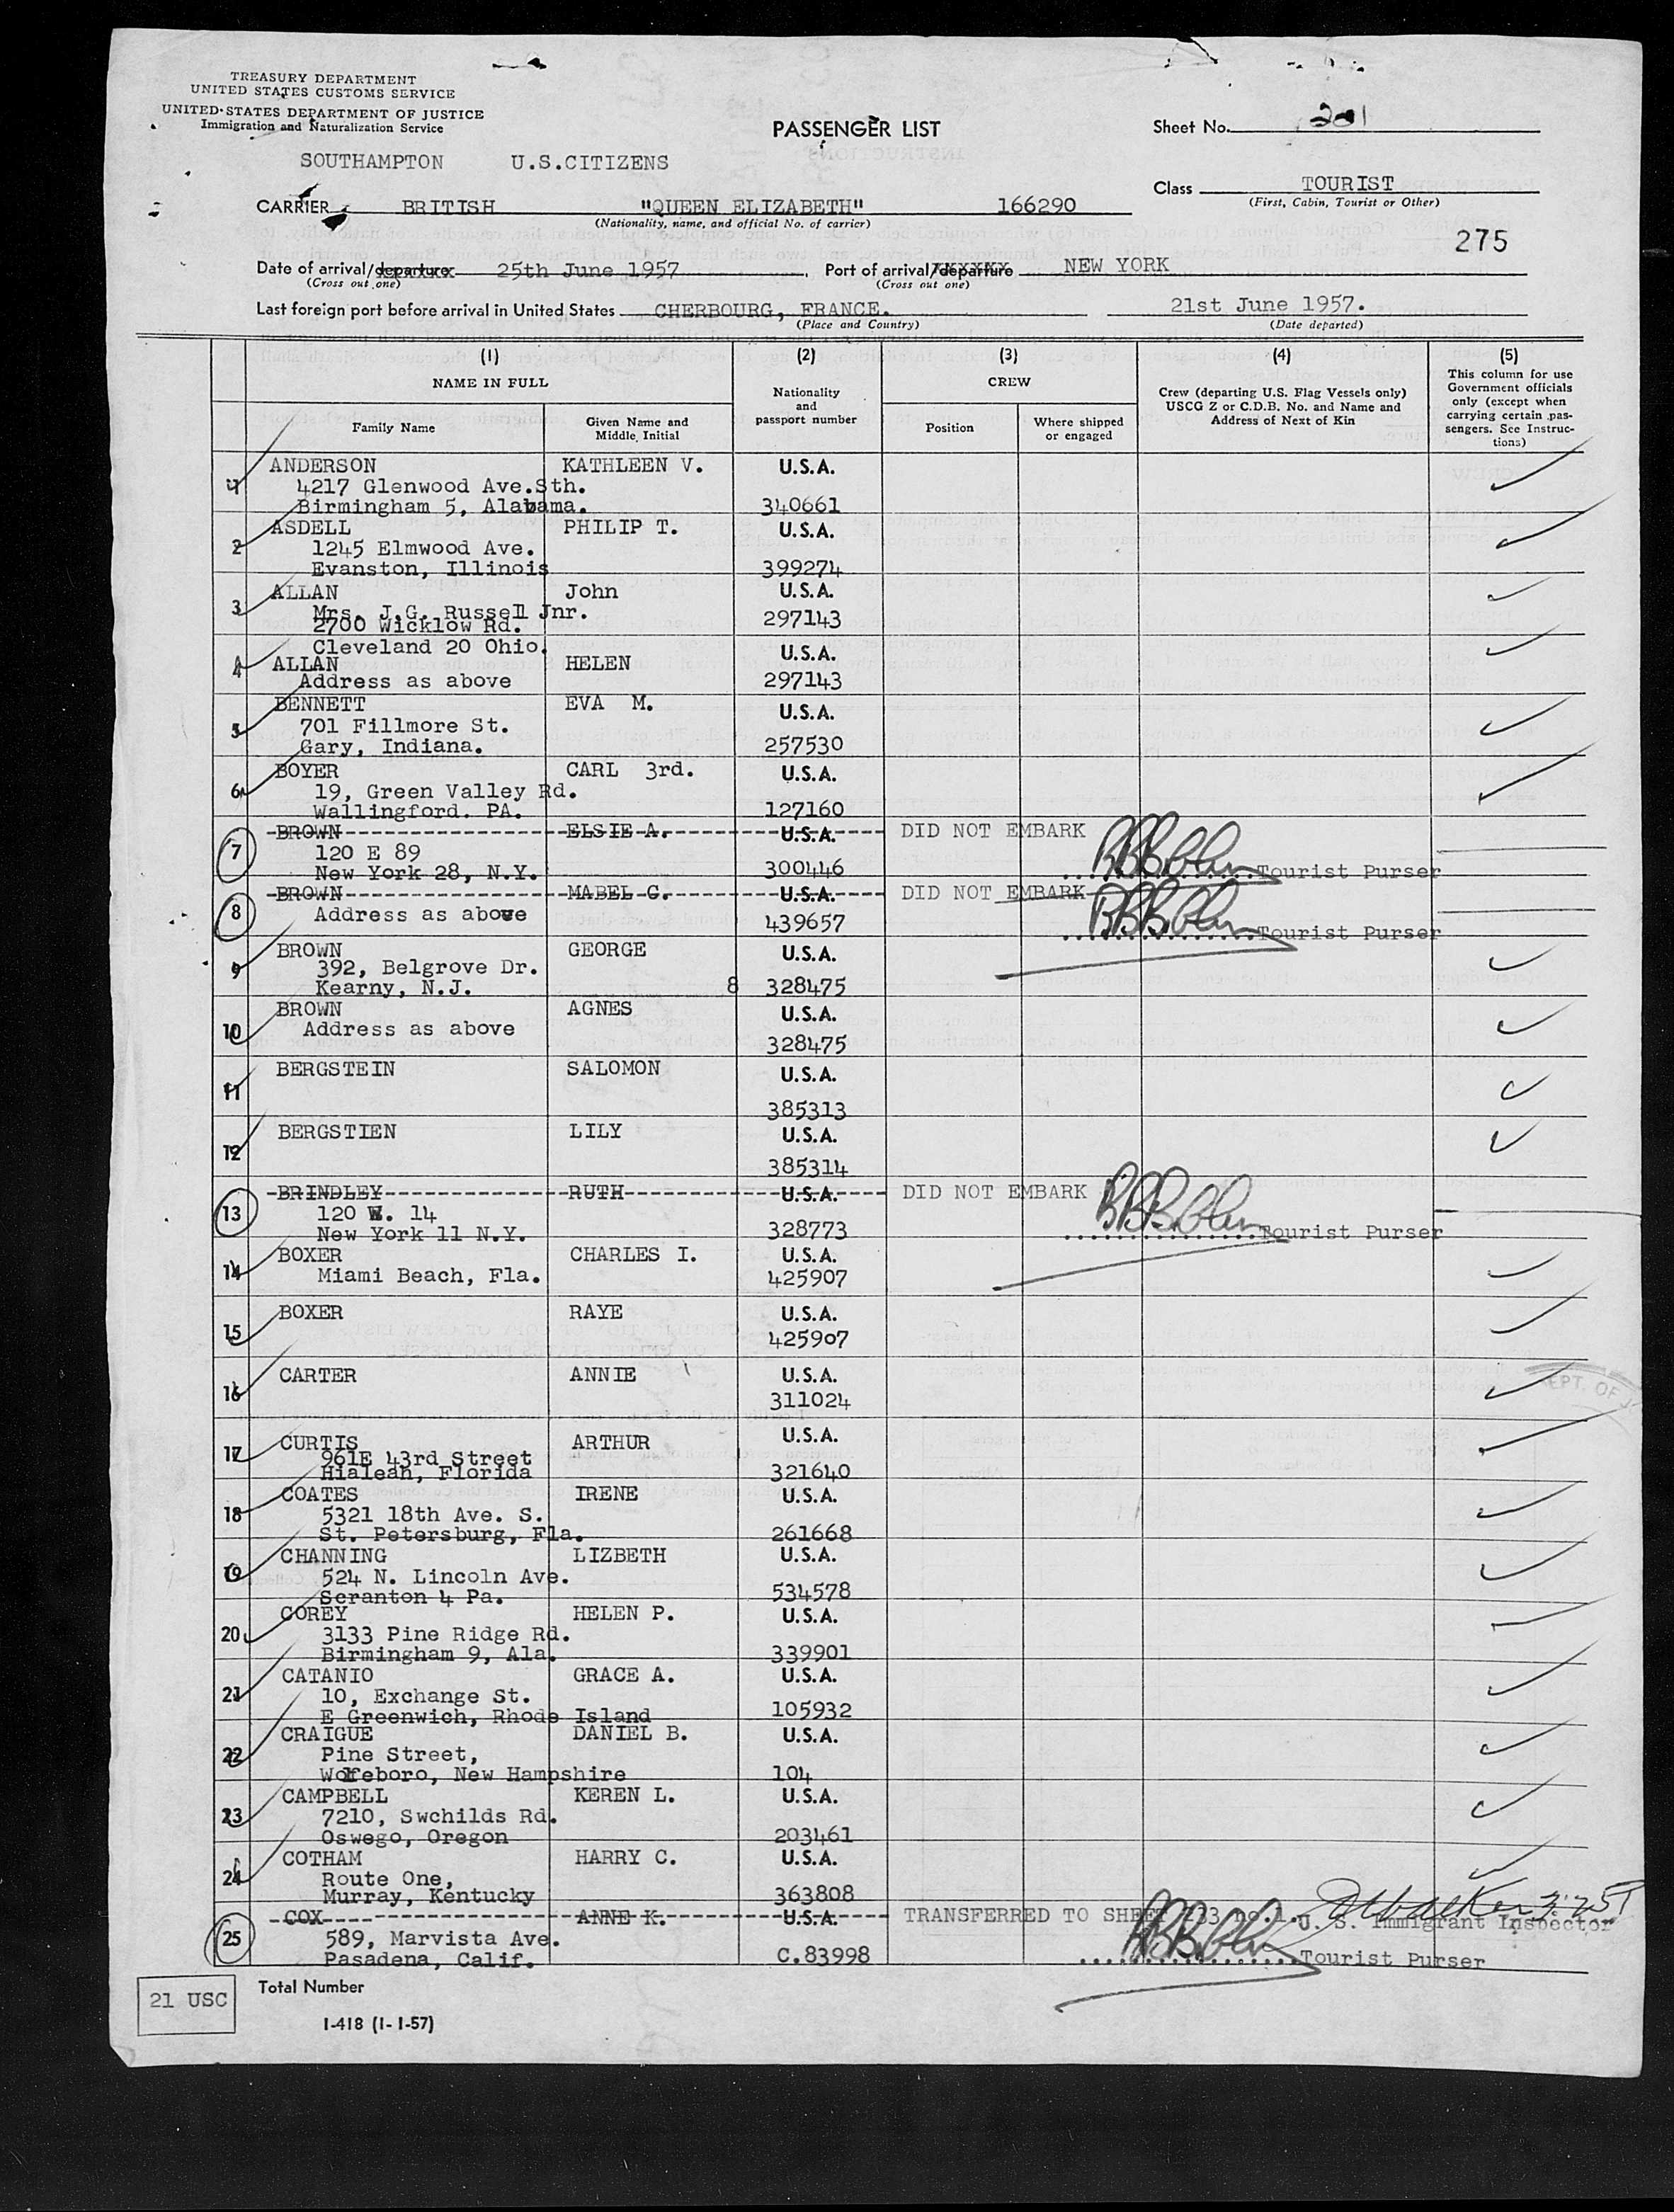 TREASURY DEPARTMENT
UNITED STATES CUSTOMS SERVICE
UNITED STATES DEPARTMENT OF JUSTICE
Immigration and Naturalization Service
PASSENGER LIST
Sheet No. 201
SOUTHAMPTON U.S.CITIZENS
Class TOURIST
(First, Cabin, Tourist or Other)
CARRIER BRITISH "QUEEN ELIZABETH" 166290
(Nationality, name, and official No. of carrier)
275
Date of arrival/departure 25th June 1957. Port of arrival/departure NEW YORK
(Cross out one) (Cross out one)
Last foreign port before arrival in United States CHERBOURG, FRANCE. 21st June 1957.
(Place and Country) (Date departed)
(1) (2) (3) (4) (5)
NAME IN FULL
Family Name
Given Name and Middle Initial
Nationality and passport number
CREW
Position
Where shipped or engaged
Crew (departing U.S. Flag Vessels only)
USCG Z or C.D.B. No. and Name and
Address of Next of Kin
This column for use
Government officials
only (except when
carrying certain pas-
sengers. See Instruc-
tions)
1 ANDERSON KATHLEEN V. U.S.A.
4217 Glenwood Ave.Sth.
Birmingham 5, Alabama. 340661
2 ASDELL PHILIP T. U.S.A.
1245 Elmwood Ave.
Evanston, Illinois 399274
3 ALLAN John U.S.A.
Mrs. J.G. Russell Jnr. 297143
2700 Wicklow Rd.
Cleveland 20 Ohio.
4 ALLAN HELEN U.S.A.
Address as above 297143
5 BENNETT EVA M. U.S.A.
701 Fillmore St.
Gary, Indiana. 257530
6 BOYER CARL 3rd. U.S.A.
19, Green Valley Rd.
Wallingford. PA. 127160
7 BROWN ELSIE A. U.S.A. DID NOT EMBARK
120 E 89
New York 28, N.Y. 300446 Tourist Purser
8 BROWN MABEL G. U.S.A. DID NOT EMBARK
Address as above 439657 Tourist Purser
9 BROWN GEORGE U.S.A.
392, Belgrove Dr.
Kearny, N.J. 8 328475
10 BROWN AGNES U.S.A.
Address as above 328475
11 BERGSTEIN SALOMON U.S.A.
385313
12 BERGSTIEN LILY U.S.A.
385314
13 BRINDLEY RUTH U.S.A. DID NOT EMBARK
120 W. 14
New York 11 N.Y. 328773 Tourist Purser
14 BOXER CHARLES I. U.S.A.
Miami Beach, Fla. 425907
15 BOXER RAYE U.S.A.
425907
16 CARTER ANNIE U.S.A.
311024
17 CURTIS ARTHUR U.S.A.
961E 43rd Street
Hialeah, Florida 321640
18 COATES IRENE U.S.A.
5321 18th Ave. S.
St. Petersburg, Fla. 261668
19 CHANNING LIZBETH U.S.A.
524 N. Lincoln Ave.
Scranton 4 Pa. 534578
20 COREY HELEN P. U.S.A.
3133 Pine Ridge Rd.
Birmingham 9, Ala. 339901
21 CATANIO GRACE A. U.S.A.
10, Exchange St.
E Greenwich, Rhode Island 105932
22 CRAIGUE DANIEL B. U.S.A.
Pine Street,
Wolfeboro, New Hampshire 104
23 CAMPBELL KEREN L. U.S.A.
7210, Swchilds Rd.
Oswego, Oregon 203461
24 COTHAM HARRY C. U.S.A.
Route One,
Murray, Kentucky 363808
25 COX ANNE K. U.S.A. TRANSFERRED TO SHEET 33 no.1. U. S. Immigrant Inspector
589, Marvista Ave.
Pasadena, Calif. C.83998 Tourist Purser
21 USC
Total Number
I-418 (1-1-57)
DEPT. OF